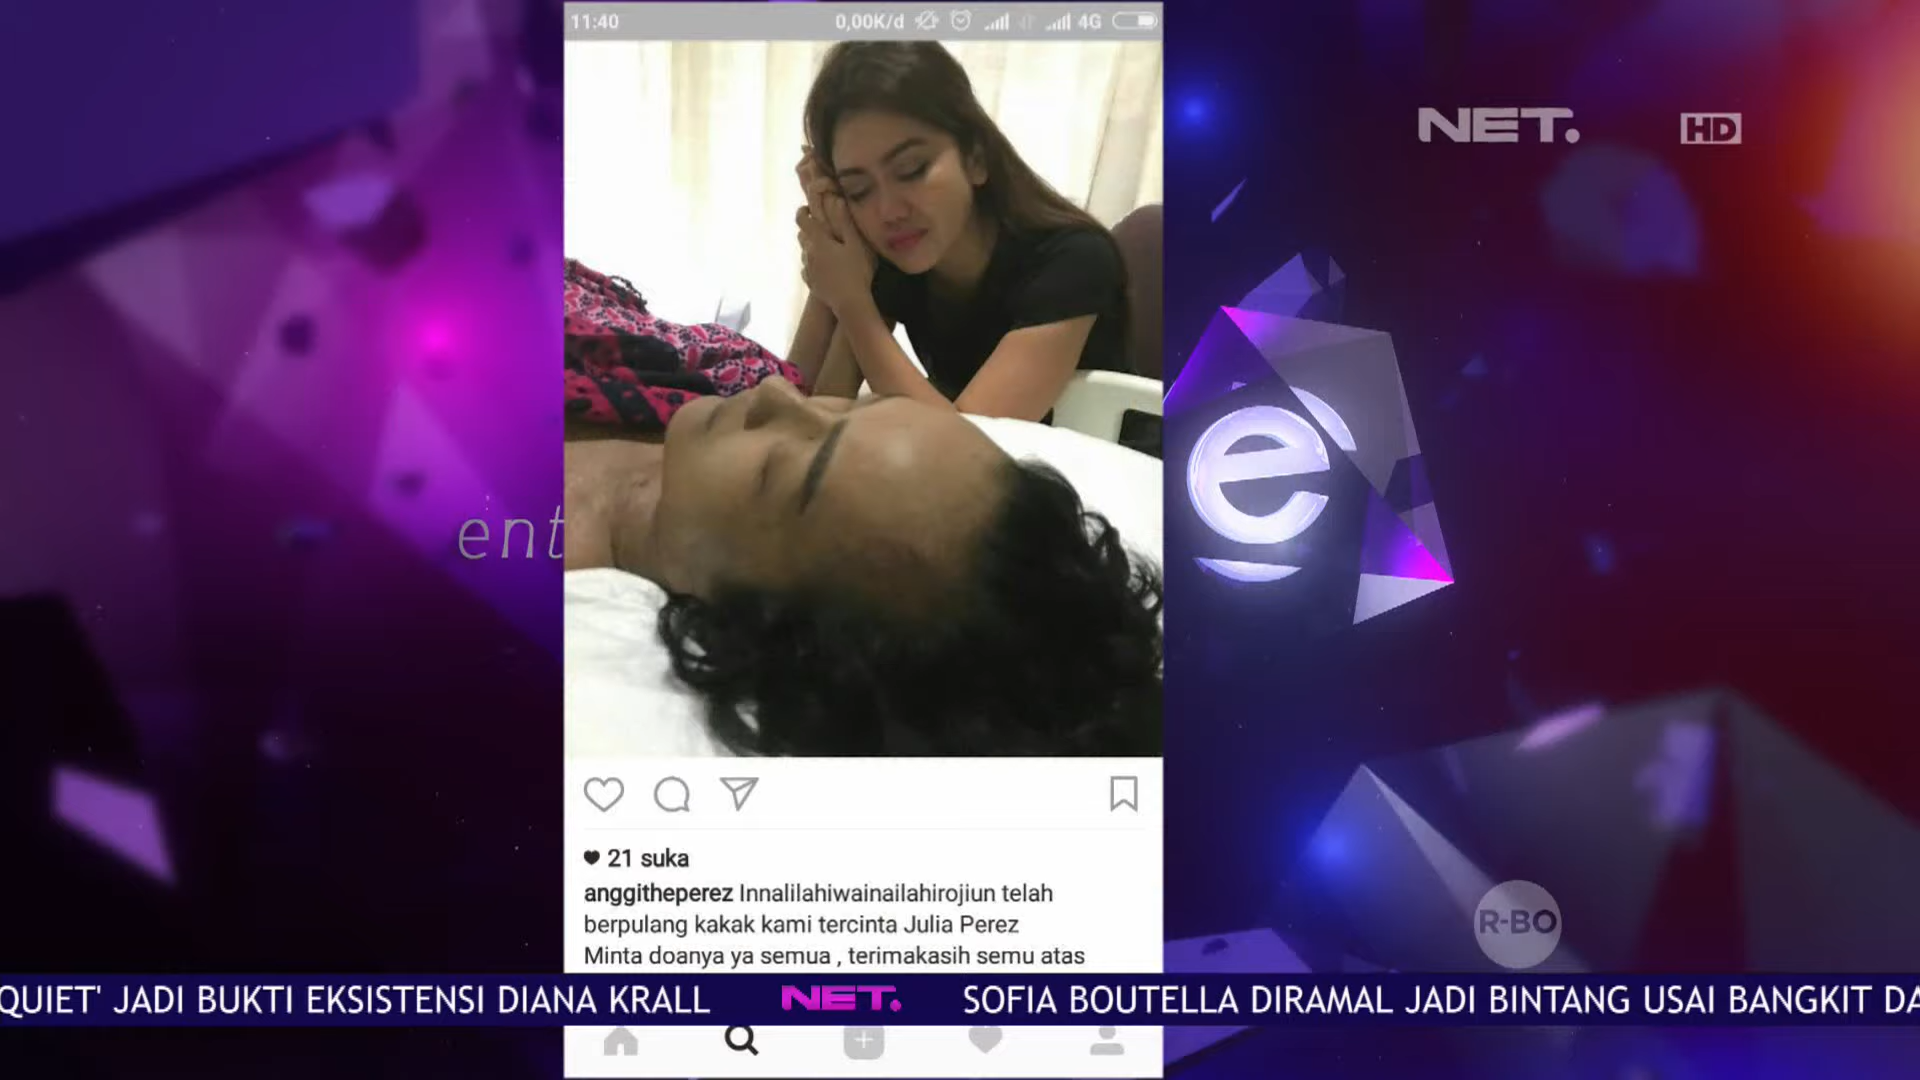 11:40
0,00K/d
4G
NET.
HD
ent
e
21 suka
anggitheperez Innalilahiwainailahirojiun telah
berpulang kakak kami tercinta Julia Perez
Minta doanya ya semua , terimakasih semu atas
R-BO
QUIET' JADI BUKTI EKSISTENSI DIANA KRALL NET. SOFIA BOUTELLA DIRAMAL JADI BINTANG USAI BANGKIT DA